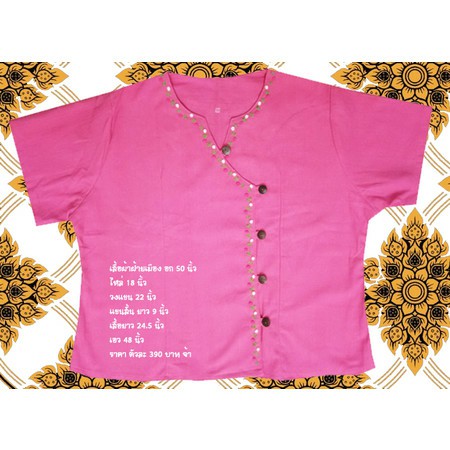 เสื้อผ้าฝ้ายเมือง อก 50 นิ้ว
ไหล่ 18 นิ้ว
วงแขน 22 นิ้ว
แขนสั้น ยาว 9 นิ้ว
เสื้อยาว 24.5 นิ้ว
เอว 48 นิ้ว
ราคา ตัวละ 390 บาท จ้า